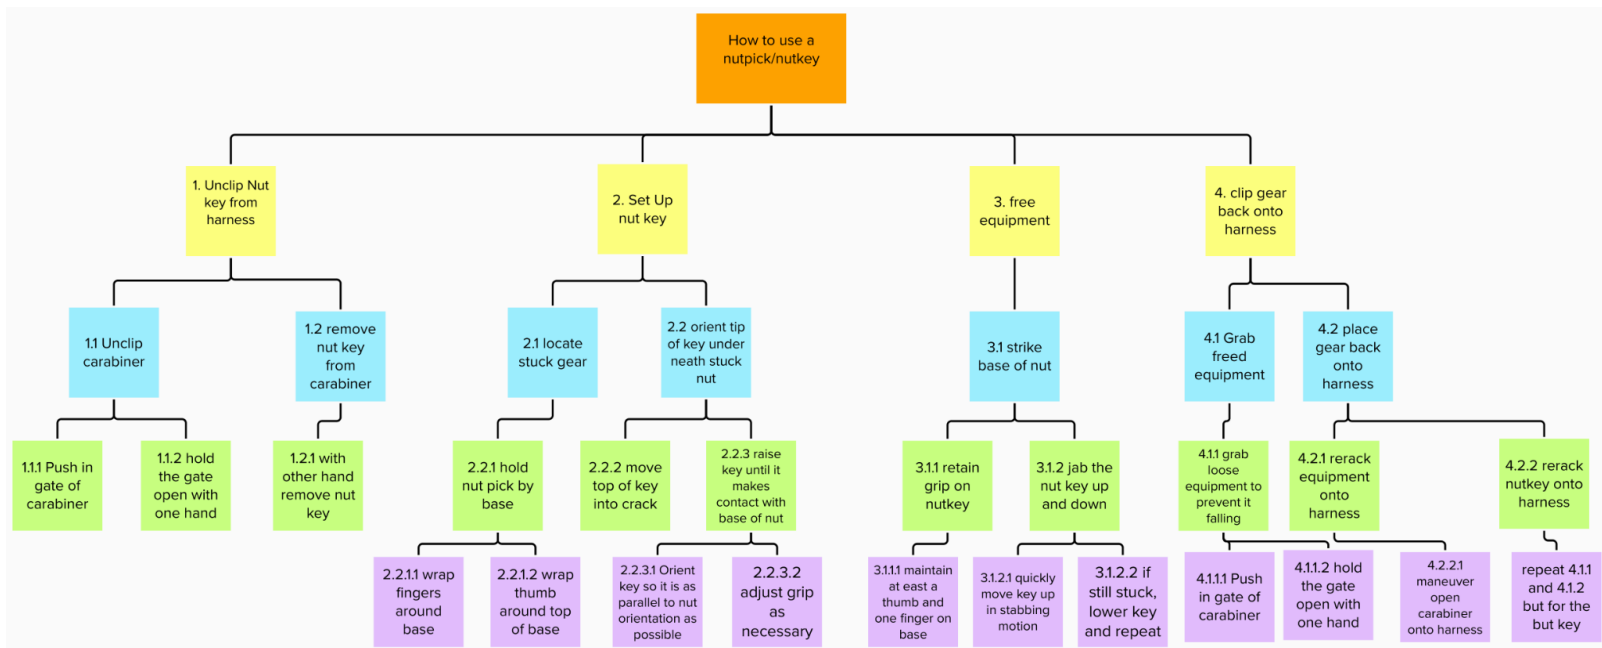 How to use a
nutpick/nutkey
1. Unclip Nut
key from
harness
2. Set Up
nut key
3. free
equipment
4. clip gear
back onto
harness
1.1 Unclip
carabiner
1.2 remove
nut key
from
carabiner
2.1 locate
stuck gear
2.2 orient tip
of key under
neath stuck
nut
3.1 strike
base of nut
4.1 Grab
freed
equipment
4.2 place
gear back
onto
harness
1.1.1 Push in
gate of
carabiner
1.1.2 hold
the gate
open with
one hand
1.2.1 with
other hand
remove nut
key
2.2.1 hold
nut pick by
base
2.2.2 move
top of key
into crack
2.2.3 raise
key until it
makes
contact with
base of nut
3.1.1 retain
grip on
nutkey
3.1.2 jab the
nut key up
and down
4.1.1 grab
loose
equipment to
prevent it
falling
4.2.1 rerack
equipment
onto
harness
4.2.2 rerack
nutkey onto
harness
2.2.1.1 wrap
fingers
around
base
2.2.1.2 wrap
thumb
around top
of base
2.2.3.1 Orient
key so it is as
parallel to nut
orientation as
possible
2.2.3.2
adjust grip
as
necessary
3.1.1.1 maintain
at east a
thumb and
one finger on
base
3.1.2.1 quickly
move key up
in stabbing
motion
3.1.2.2 if
still stuck,
lower key
and repeat
4.1.1.1 Push
in gate of
carabiner
4.1.1.2 hold
the gate
open with
one hand
4.2.2.1
maneuver
open
carabiner
onto harness
repeat 4.1.1
and 4.1.2
but for the
but key